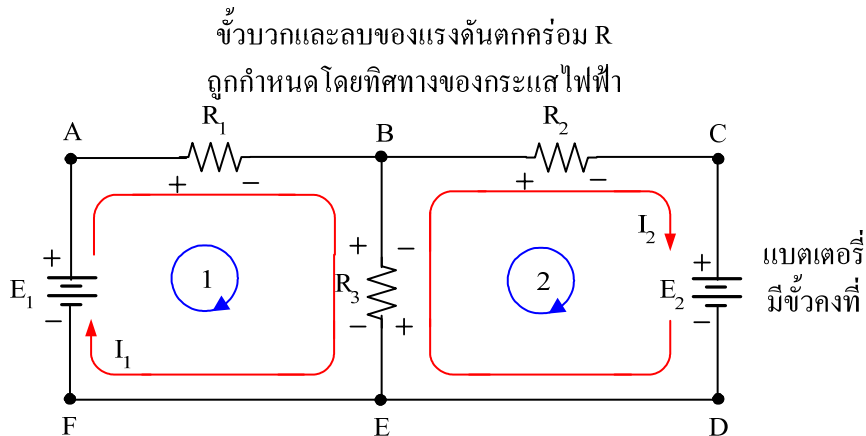 ขั้วบวกและลบของแรงดันตกคร่อม R
ถูกกำหนดโดยทิศทางของกระแสไฟฟ้า
A R₁ B R₂ C
+ − + −
I₂
+ + − +
E₁ 1 R₃ 2 E₂
− − + −
I₁
แบตเตอรี่
มีขั้วคงที่
F E D